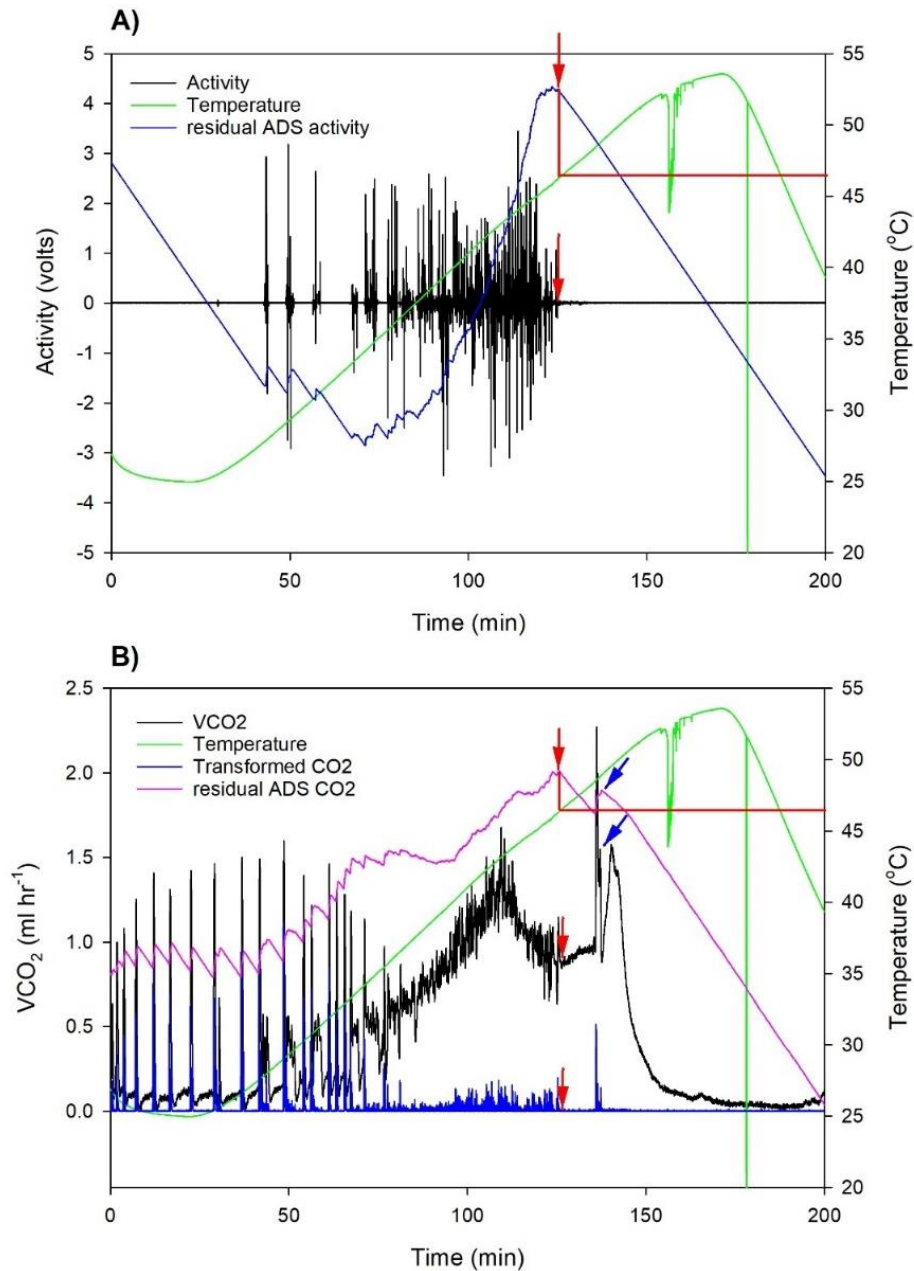 A)
Activity
Temperature
residual ADS activity
5
4
3
2
1
0
-1
-2
-3
-4
-5
Activity (volts)
55
50
45
40
35
30
25
20
Temperature (°C)
0 50 100 150 200
Time (min)
B)
VCO2
Temperature
Transformed CO2
residual ADS CO2
2.5
2.0
1.5
1.0
0.5
0.0
VCO₂ (ml hr⁻¹)
55
50
45
40
35
30
25
20
Temperature (°C)
0 50 100 150 200
Time (min)